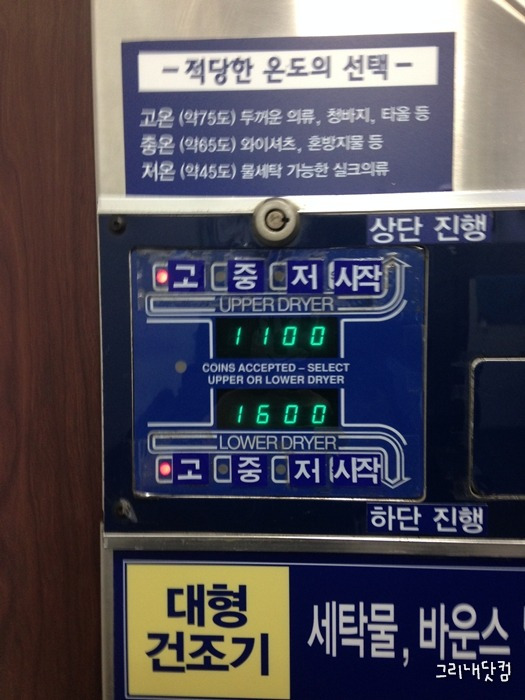 - 적당한 온도의 선택 -
고온 (약75도) 두꺼운 의류, 청바지, 타올 등
중온 (약65도) 와이셔츠, 혼방지물 등
저온 (약45도) 물세탁 가능한 실크의류
상단 진행
고 중 저 시작
UPPER DRYER
1100
COINS ACCEPTED – SELECT
UPPER OR LOWER DRYER
1600
LOWER DRYER
고 중 저 시작
하단 진행
대형
건조기
세탁물, 바운스
그리내닷컴